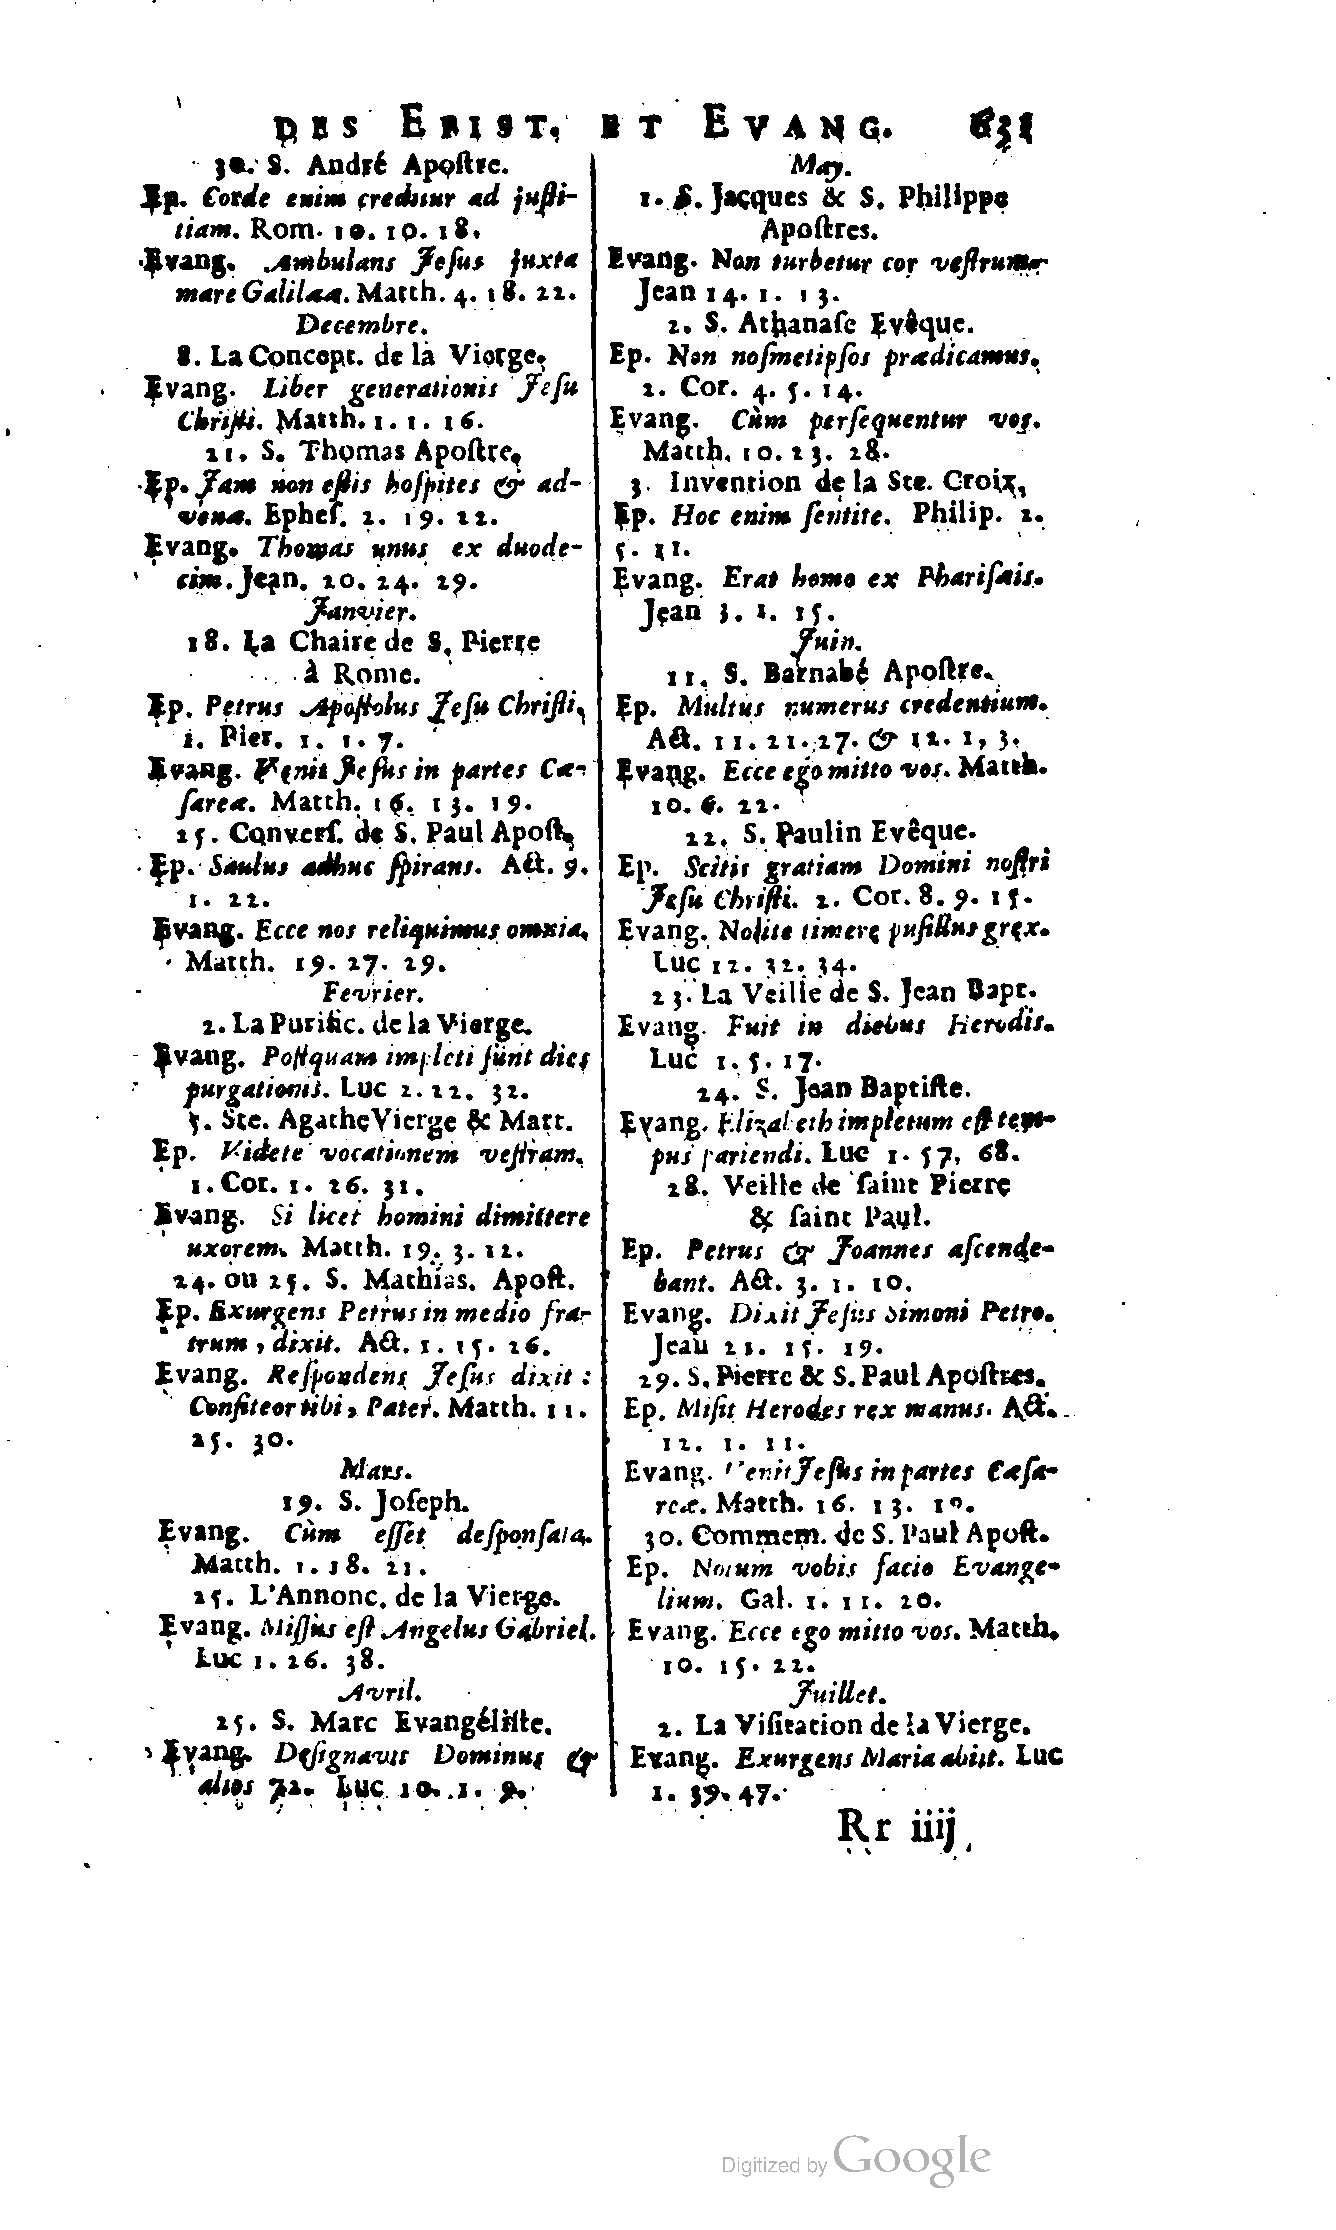 DES EPIST. ET EVANG. 631
30. S. André Apoſtre.
Ep. Corde enim creditur ad juſti-
tiam. Rom. 10. 10. 18.
Evang. Ambulans Jeſus juxta
mare Galilææ. Matth. 4. 18. 22.
Decembre.
8. La Concept. de la Vierge.
Evang. Liber generationis Jeſu
Chriſti. Matth. 1. 1. 16.
21. S. Thomas Apoſtre.
Ep. Jam non eſtis hoſpites & ad-
venæ. Epheſ. 2. 19. 22.
Evang. Thomas unus ex duode-
cim. Jean. 20. 24. 29.
Janvier.
18. La Chaire de S. Pierre
à Rome.
Ep. Petrus Apoſtolus Jeſu Chriſti,
1. Pier. 1. 1. 7.
Evang. Venit Jeſus in partes Cæ-
ſareæ. Matth. 16. 13. 19.
25. Converſ. de S. Paul Apoſt.
Ep. Saulus adhuc ſpirans. Act. 9.
1. 22.
Evang. Ecce nos reliquimus omnia.
Matth. 19. 27. 29.
Fevrier.
2. La Purific. de la Vierge.
Evang. Poſtquam impleti ſunt dies
purgationis. Luc 2. 22. 32.
5. Ste. Agathe Vierge & Mart.
Ep. Videte vocationem veſtram.
1. Cor. 1. 26. 31.
Evang. Si licet homini dimittere
uxorem. Matth. 19. 3. 12.
24. ou 25. S. Mathias. Apoſt.
Ep. Exurgens Petrus in medio fra-
trum, dixit. Act. 1. 15. 26.
Evang. Reſpondens Jeſus dixit :
Confiteor tibi, Pater. Matth. 11.
25. 30.
Mars.
19. S. Joſeph.
Evang. Cùm eſſet deſponſata.
Matth. 1. 18. 21.
25. L'Annonc. de la Vierge.
Evang. Miſſus eſt Angelus Gabriel.
Luc 1. 26. 38.
Avril.
25. S. Marc Evangéliſte.
Evang. Deſignavit Dominus &
alios 72. Luc 10. 1. 9.
May.
1. S. Jacques & S. Philippe
Apoſtres.
Evang. Non turbetur cor veſtrum.
Jean 14. 1. 13.
2. S. Athanaſe Evêque.
Ep. Non noſmetipſos prædicamus.
2. Cor. 4. 5. 14.
Evang. Cùm perſequentur vos.
Matth. 10. 23. 28.
3. Invention de la Ste. Croix,
Ep. Hoc enim ſentite. Philip. 2.
5. 11.
Evang. Erat homo ex Phariſæis.
Jean 3. 1. 15.
Juin.
11. S. Barnabé Apoſtre.
Ep. Multus numerus credentium.
Act. 11. 21. 27. & 12. 1, 3.
Evang. Ecce ego mitto vos. Matth.
10. 6. 22.
22. S. Paulin Evêque.
Ep. Scitis gratiam Domini noſtri
Jeſu Chriſti. 2. Cor. 8. 9. 15.
Evang. Nolite timere puſillus grex.
Luc 12. 32. 34.
23. La Veille de S. Jean Bapt.
Evang. Fuit in diebus Herodis.
Luc 1. 5. 17.
24. S. Jean Baptiſte.
Evang. Elizabeth impletum eſt tem-
pus pariendi. Luc 1. 57. 68.
28. Veille de ſaint Pierre
& ſaint Paul.
Ep. Petrus & Joannes aſcende-
bant. Act. 3. 1. 10.
Evang. Dixit Jeſus Simoni Petro.
Jean 21. 15. 19.
29. S. Pierre & S. Paul Apoſtres.
Ep. Miſit Herodes rex manus. Act.
12. 1. 11.
Evang. Venit Jeſus in partes Cæſa-
reæ. Matth. 16. 13. 19.
30. Commem. de S. Paul Apoſt.
Ep. Notum vobis facio Evange-
lium. Gal. 1. 11. 20.
Evang. Ecce ego mitto vos. Matth.
10. 15. 22.
Juillet.
2. La Viſitation de la Vierge.
Evang. Exurgens Maria abiit. Luc
1. 39. 47.
Rr iiij
Digitized by Google